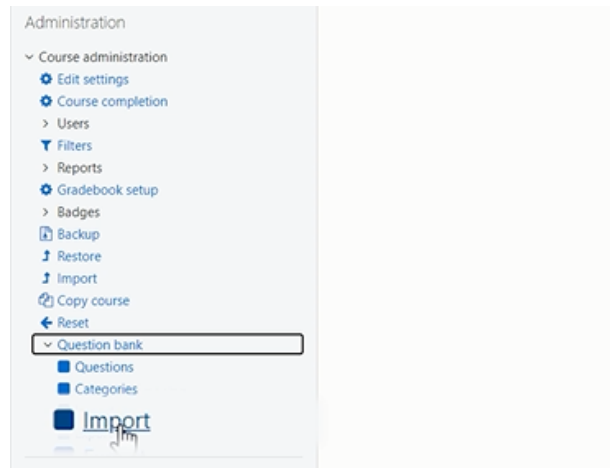 Administration
Course administration
Edit settings
Course completion
Users
Filters
Reports
Gradebook setup
Badges
Backup
Restore
Import
Copy course
Reset
Question bank
Questions
Categories
Import